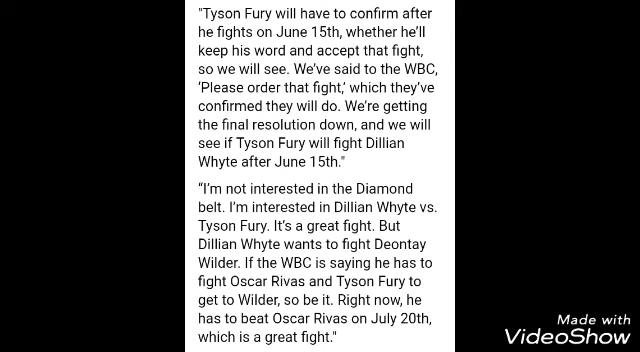 "Tyson Fury will have to confirm after
he fights on June 15th, whether he’ll
keep his word and accept that fight,
so we will see. We’ve said to the WBC,
‘Please order that fight,’ which they’ve
confirmed they will do. We’re getting
the final resolution down, and we will
see if Tyson Fury will fight Dillian
Whyte after June 15th."
“I’m not interested in the Diamond
belt. I’m interested in Dillian Whyte vs.
Tyson Fury. It’s a great fight. But
Dillian Whyte wants to fight Deontay
Wilder. If the WBC is saying he has to
fight Oscar Rivas and Tyson Fury to
get to Wilder, so be it. Right now, he
has to beat Oscar Rivas on July 20th,
which is a great fight."
Made with
VideoShow